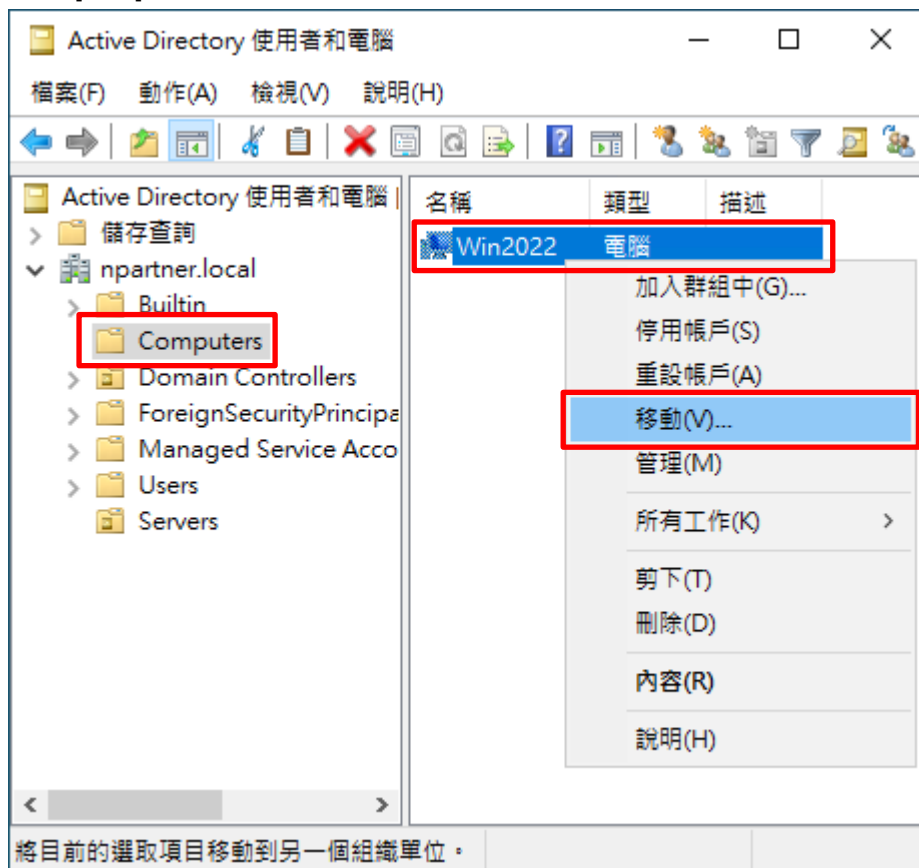 Active Directory 使用者和電腦
檔案(F) 動作(A) 檢視(V) 說明(H)
Active Directory 使用者和電腦
儲存查詢
npartner.local
Builtin
Computers
Domain Controllers
ForeignSecurityPrincipa
Managed Service Acco
Users
Servers
名稱 類型 描述
Win2022 電腦
加入群組中(G)...
停用帳戶(S)
重設帳戶(A)
移動(V)...
管理(M)
所有工作(K)
剪下(T)
刪除(D)
內容(R)
說明(H)
將目前的選取項目移動到另一個組織單位。